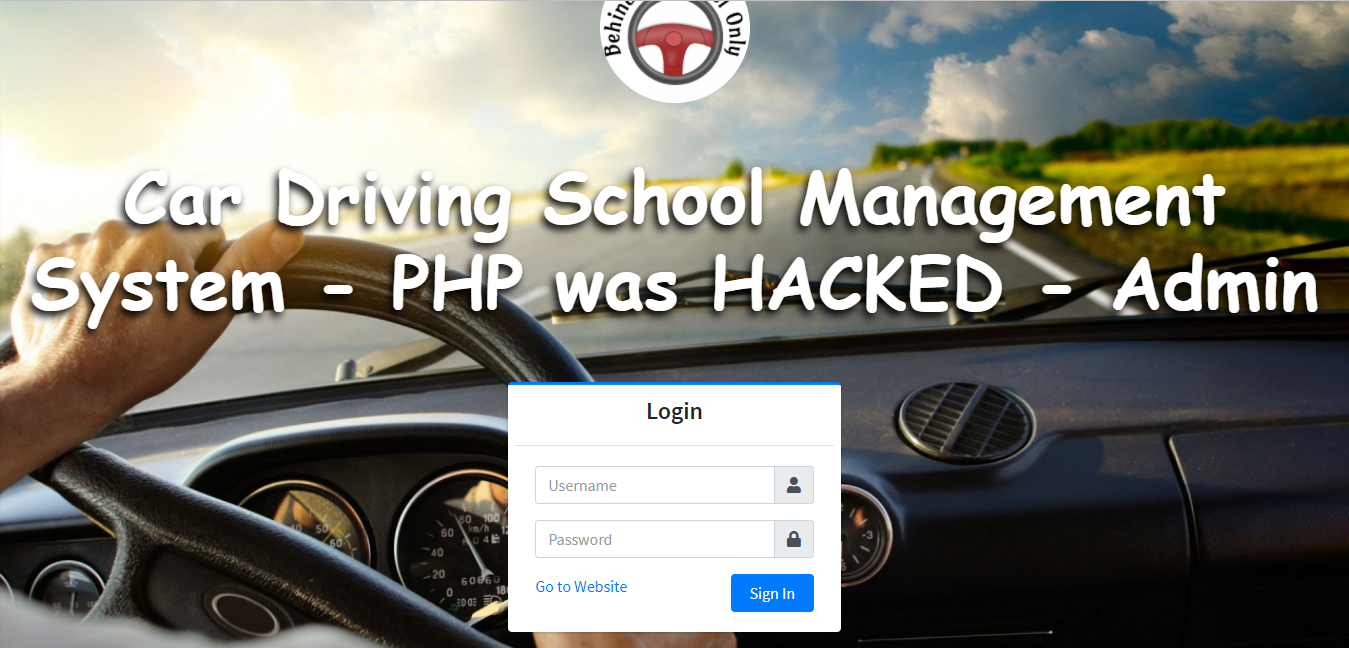 Behind
Only
Car Driving School Management
System - PHP was HACKED - Admin
Login
Username
Password
Go to Website
Sign In